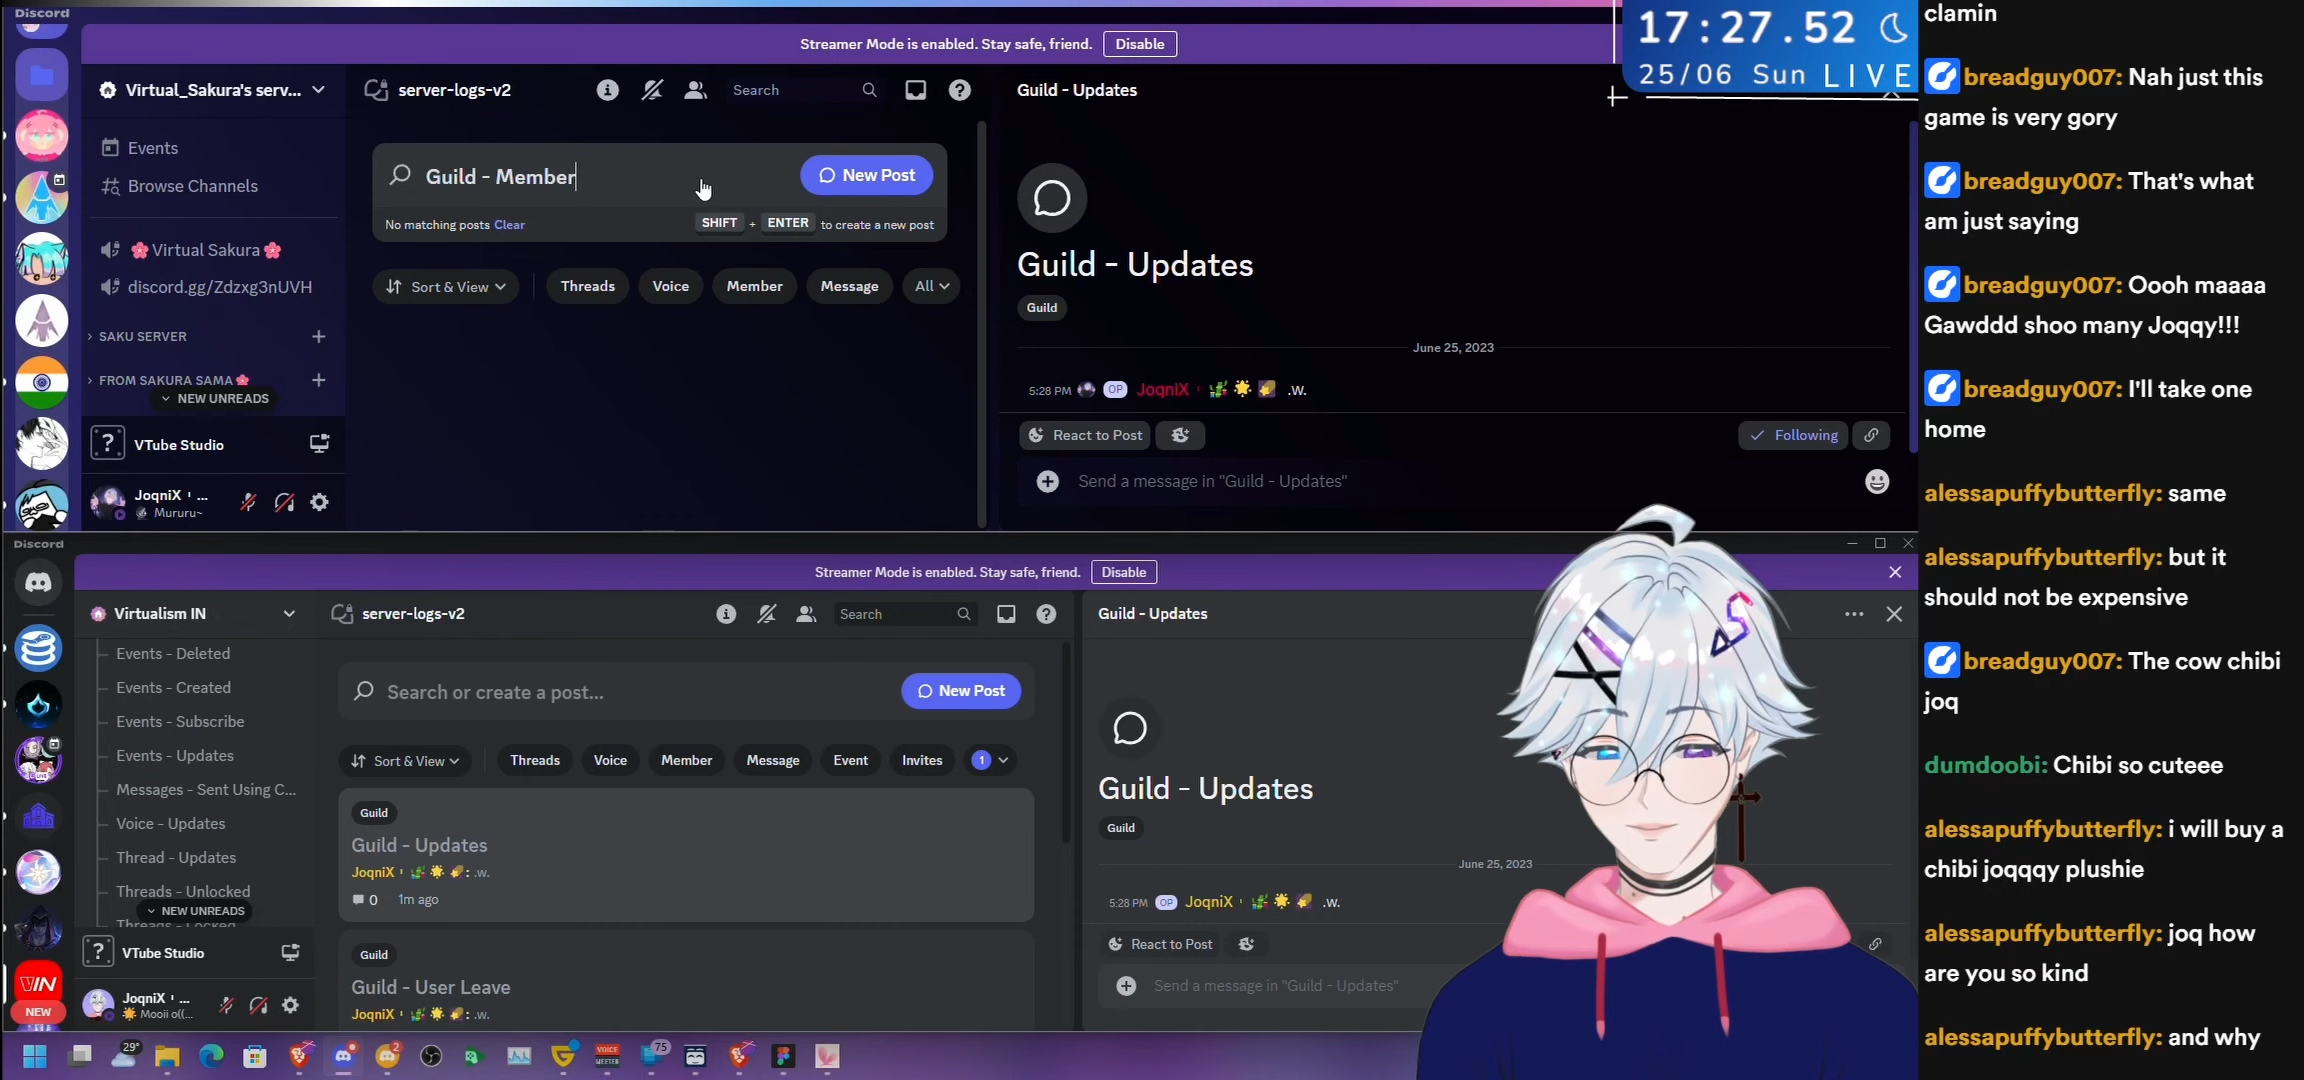 Discord
Streamer Mode is enabled. Stay safe, friend. Disable
17:27.52
25/06 Sun LIVE
Virtual_Sakura's serv...
server-logs-v2
Search
Guild - Updates
Events
Browse Channels
Guild - Member
New Post
No matching posts Clear
SHIFT + ENTER to create a new post
🌸Virtual Sakura🌸
discord.gg/Zdzxg3nUVH
Sort & View
Threads
Voice
Member
Message
All
SAKU SERVER
FROM SAKURA SAMA🌸
NEW UNREADS
VTube Studio
JoqniX ╵ ...
Mururu~
Guild - Updates
Guild
June 25, 2023
5:28 PM OP JoqniX ╵ .w.
React to Post
Following
Send a message in "Guild - Updates"
Discord
Streamer Mode is enabled. Stay safe, friend. Disable
Virtualism IN
server-logs-v2
Search
Guild - Updates
Events - Deleted
Events - Created
Events - Subscribe
Events - Updates
Messages - Sent Using C...
Voice - Updates
Thread - Updates
Threads - Unlocked
Threads - Locked
NEW UNREADS
VTube Studio
JoqniX ╵ ...
Mooii o((...
VIN
NEW
Search or create a post...
New Post
Sort & View
Threads
Voice
Member
Message
Event
Invites
1
Guild
Guild - Updates
JoqniX ╵ : .w.
0 1m ago
Guild
Guild - User Leave
JoqniX ╵ : .w.
Guild - Updates
Guild
June 25, 2023
5:28 PM OP JoqniX ╵ .w.
React to Post
Send a message in "Guild - Updates"
29°
2
VOICE
MEETER
75
clamin
breadguy007: Nah just this
game is very gory
breadguy007: That's what
am just saying
breadguy007: Oooh maaaa
Gawddd shoo many Joqqy!!!
breadguy007: I'll take one
home
alessapuffybutterfly: same
alessapuffybutterfly: but it
should not be expensive
breadguy007: The cow chibi
joq
dumdoobi: Chibi so cuteee
alessapuffybutterfly: i will buy a
chibi joqqqy plushie
alessapuffybutterfly: joq how
are you so kind
alessapuffybutterfly: and why